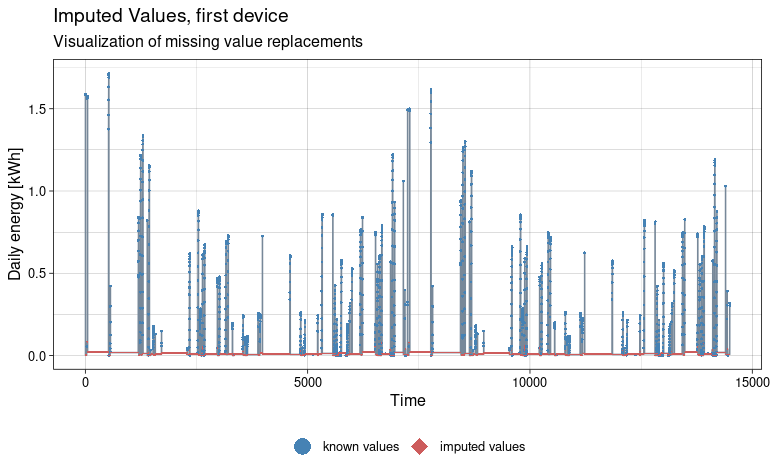 Imputed Values, first device
Visualization of missing value replacements
Daily energy [kWh]
1.5
1.0
0.5
0.0
0
5000
10000
15000
Time
known values
imputed values